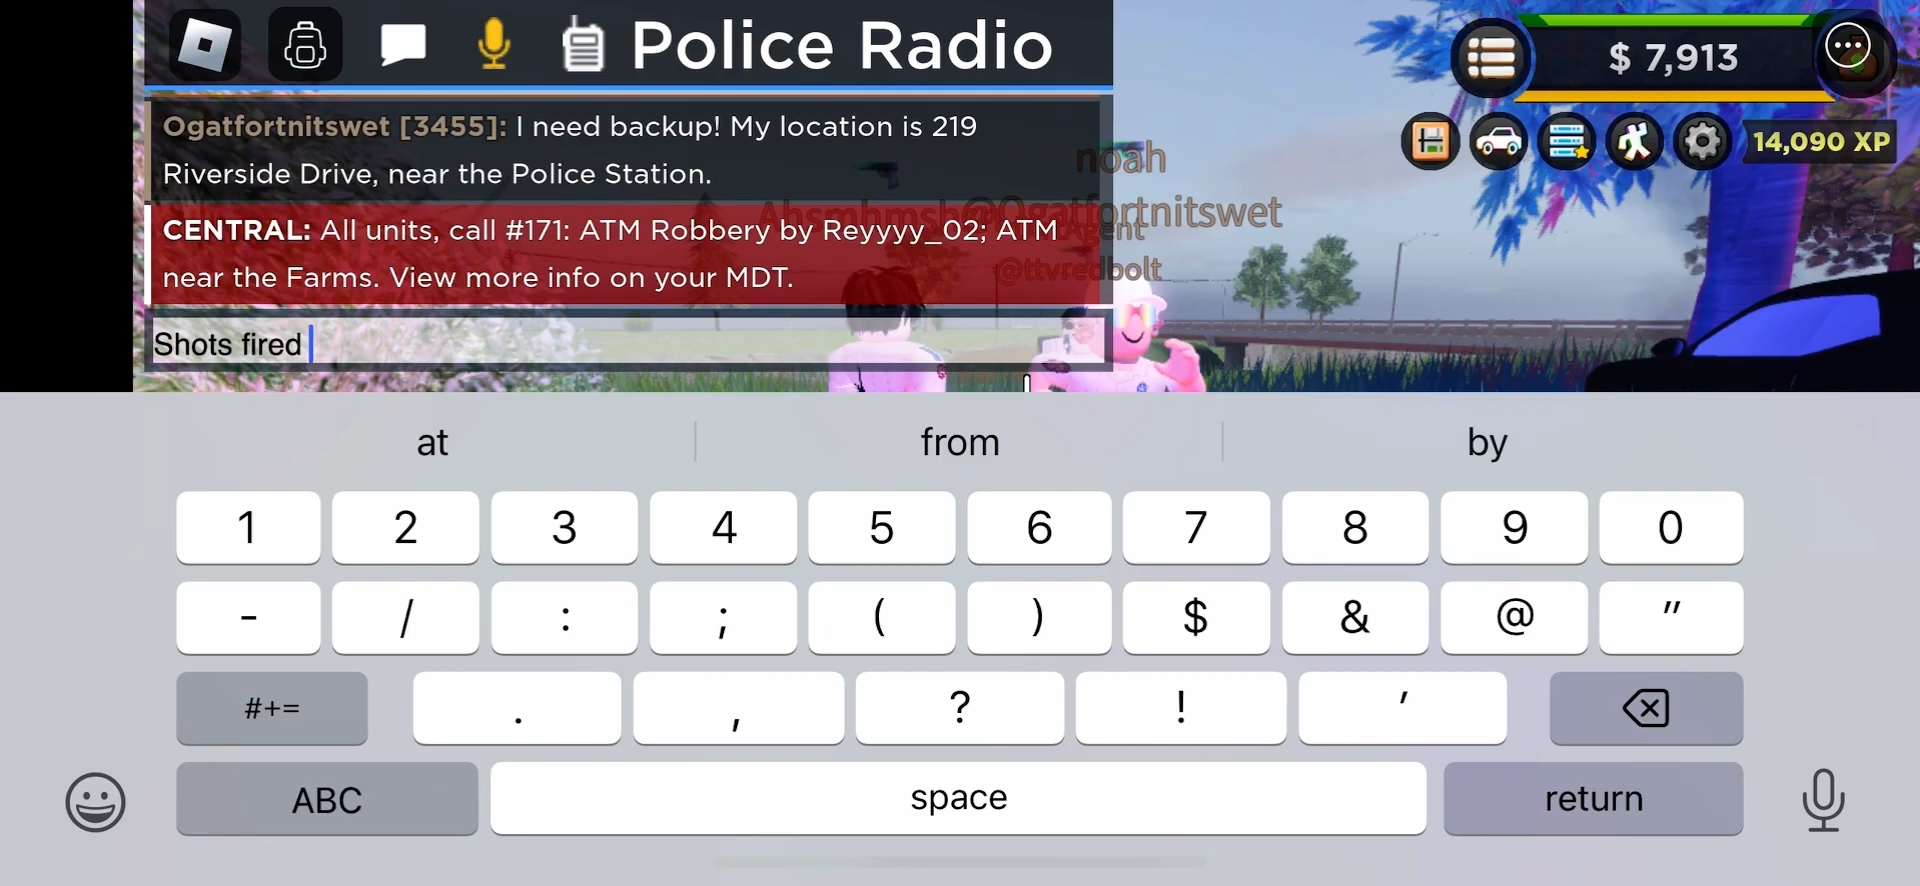 Police Radio
$ 7,913
14,090 XP
Ogatfortnitswet [3455]: I need backup! My location is 219
Riverside Drive, near the Police Station.
noah
@Ogatfortnitswet
CENTRAL: All units, call #171: ATM Robbery by Reyyyy_02; ATM
near the Farms. View more info on your MDT.
@ttvredbolt
Shots fired
at from by
1 2 3 4 5 6 7 8 9 0
- / : ; ( ) $ & @ "
#+= . , ? ! '
ABC space return